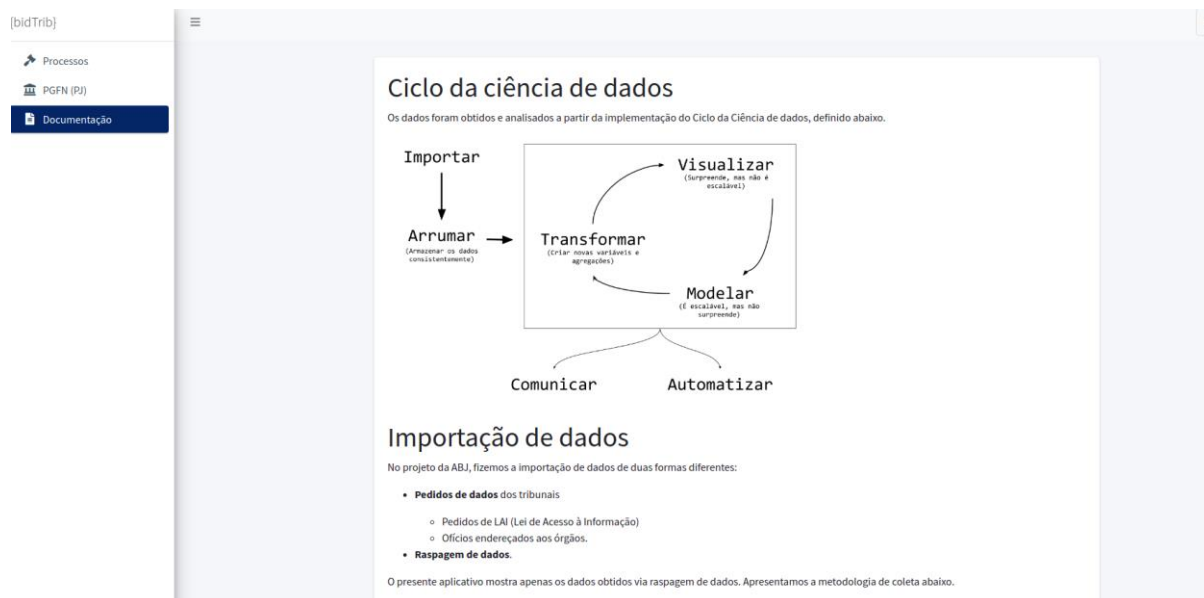 {bidTrib}
Processos
PGFN (PJ)
Documentação
Ciclo da ciência de dados
Os dados foram obtidos e analisados a partir da implementação do Ciclo da Ciência de dados, definido abaixo.
Importar
Visualizar
(Surpreende, mas não é
escalável)
Arrumar
(Armazenar os dados
consistentemente)
Transformar
(Criar novas variáveis e
agregações)
Modelar
(É escalável, mas não
surpreende)
Comunicar
Automatizar
Importação de dados
No projeto da ABJ, fizemos a importação de dados de duas formas diferentes:
• Pedidos de dados dos tribunais
◦ Pedidos de LAI (Lei de Acesso à Informação)
◦ Ofícios endereçados aos órgãos.
• Raspagem de dados.
O presente aplicativo mostra apenas os dados obtidos via raspagem de dados. Apresentamos a metodologia de coleta abaixo.